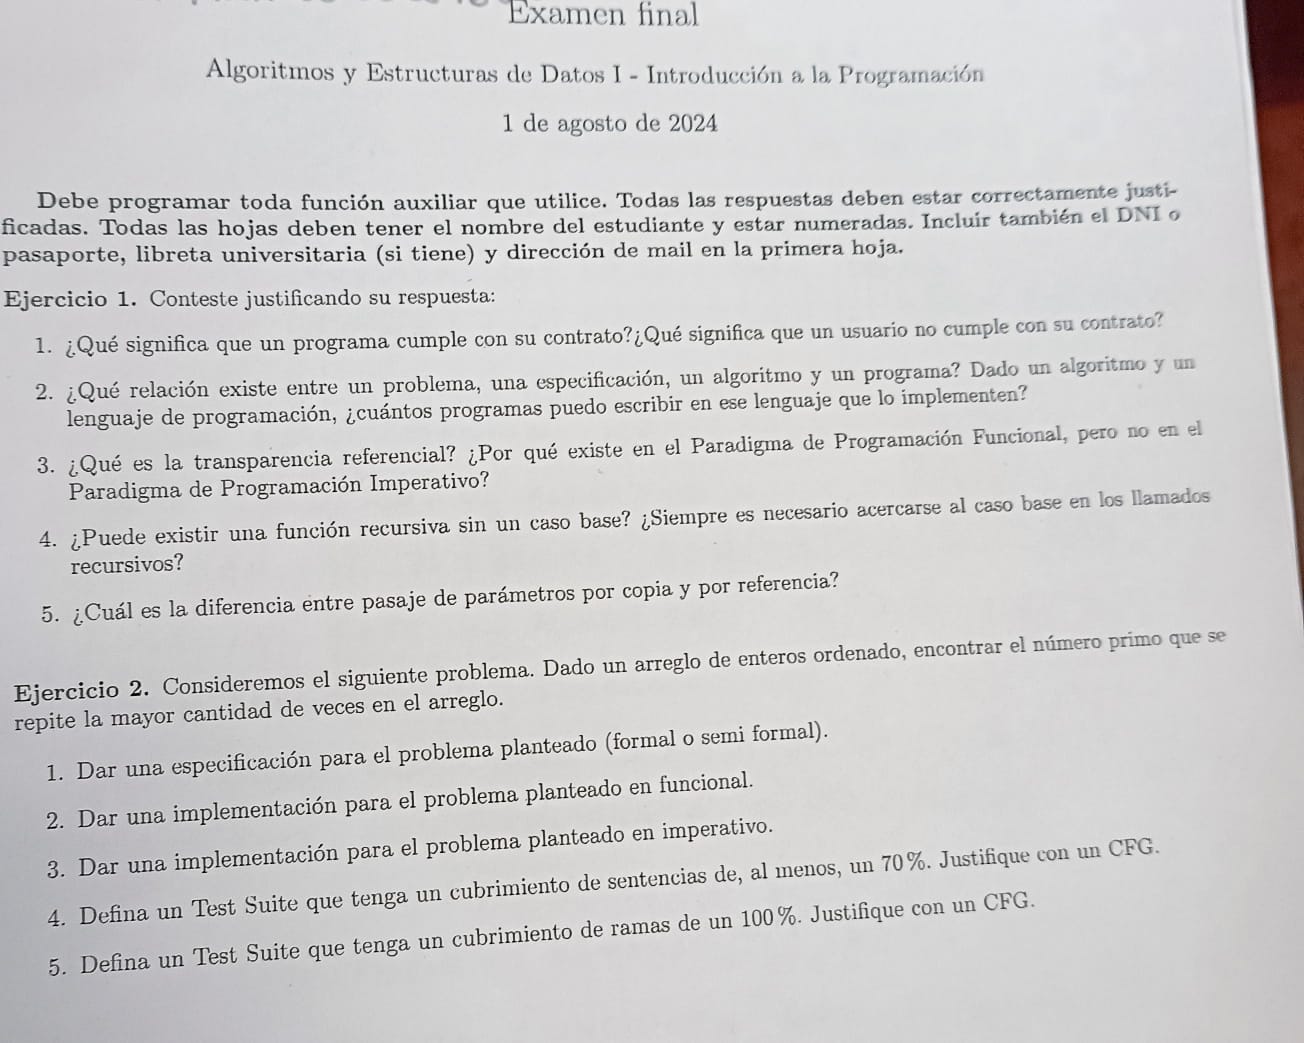 Examen final
Algoritmos y Estructuras de Datos I - Introducción a la Programación
1 de agosto de 2024
Debe programar toda función auxiliar que utilice. Todas las respuestas deben estar correctamente justi-
ficadas. Todas las hojas deben tener el nombre del estudiante y estar numeradas. Incluir también el DNI o
pasaporte, libreta universitaria (si tiene) y dirección de mail en la primera hoja.
Ejercicio 1. Conteste justificando su respuesta:
1. ¿Qué significa que un programa cumple con su contrato?¿Qué significa que un usuario no cumple con su contrato?
2. ¿Qué relación existe entre un problema, una especificación, un algoritmo y un programa? Dado un algoritmo y un
lenguaje de programación, ¿cuántos programas puedo escribir en ese lenguaje que lo implementen?
3. ¿Qué es la transparencia referencial? ¿Por qué existe en el Paradigma de Programación Funcional, pero no en el
Paradigma de Programación Imperativo?
4. ¿Puede existir una función recursiva sin un caso base? ¿Siempre es necesario acercarse al caso base en los llamados
recursivos?
5. ¿Cuál es la diferencia entre pasaje de parámetros por copia y por referencia?
Ejercicio 2. Consideremos el siguiente problema. Dado un arreglo de enteros ordenado, encontrar el número primo que se
repite la mayor cantidad de veces en el arreglo.
1. Dar una especificación para el problema planteado (formal o semi formal).
2. Dar una implementación para el problema planteado en funcional.
3. Dar una implementación para el problema planteado en imperativo.
4. Defina un Test Suite que tenga un cubrimiento de sentencias de, al menos, un 70%. Justifique con un CFG.
5. Defina un Test Suite que tenga un cubrimiento de ramas de un 100%. Justifique con un CFG.